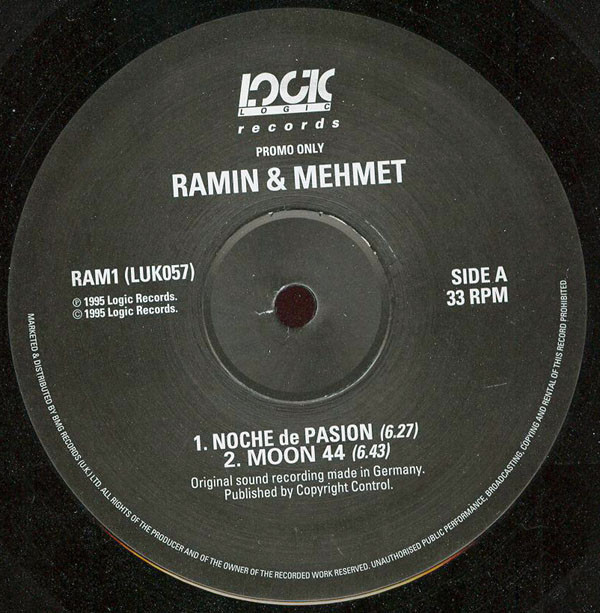 LOGIC
LOGIC
records
PROMO ONLY
RAMIN & MEHMET
RAM1 (LUK057)
℗ 1995 Logic Records.
© 1995 Logic Records.
SIDE A
33 RPM
1. NOCHE de PASION (6.27)
2. MOON 44 (6.43)
Original sound recording made in Germany.
Published by Copyright Control.
MARKETED & DISTRIBUTED BY BMG RECORDS (U.K.) LTD. ALL RIGHTS OF THE PRODUCER AND OF THE OWNER OF THE RECORDED WORK RESERVED. UNAUTHORISED PUBLIC PERFORMANCE, BROADCASTING, COPYING AND RENTAL OF THIS RECORD PROHIBITED.